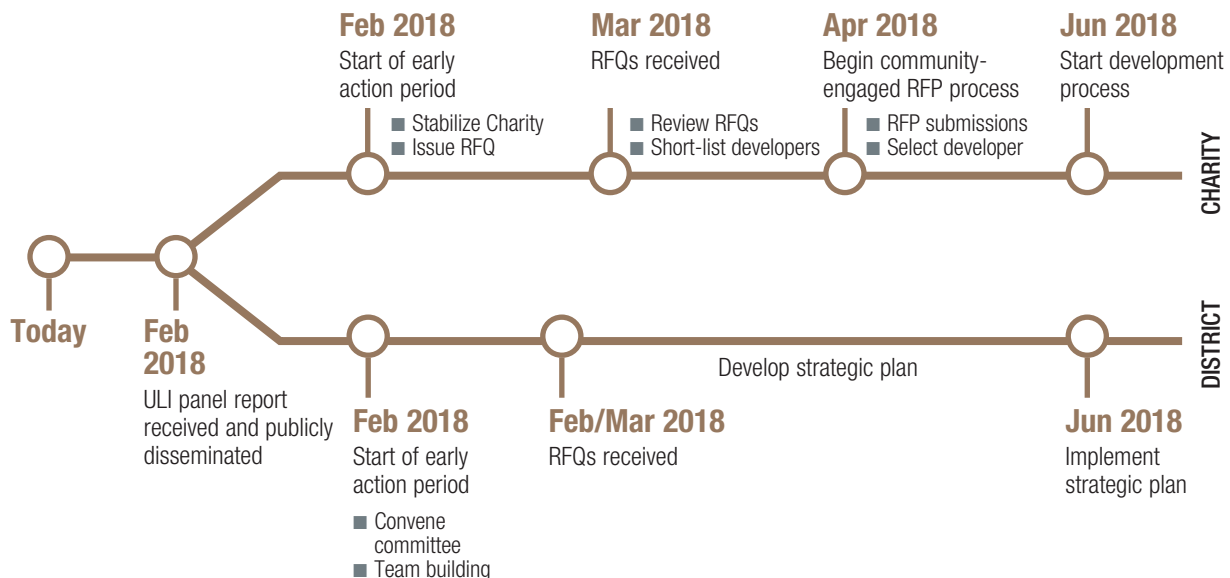 Feb 2018
Start of early
action period
■ Stabilize Charity
■ Issue RFQ
Mar 2018
RFQs received
■ Review RFQs
■ Short-list developers
Apr 2018
Begin community-
engaged RFP process
■ RFP submissions
■ Select developer
Jun 2018
Start development
process
CHARITY
Today
Feb
2018
ULI panel report
received and publicly
disseminated
Feb 2018
Start of early
action period
■ Convene
committee
■ Team building
Feb/Mar 2018
RFQs received
Develop strategic plan
Jun 2018
Implement
strategic plan
DISTRICT